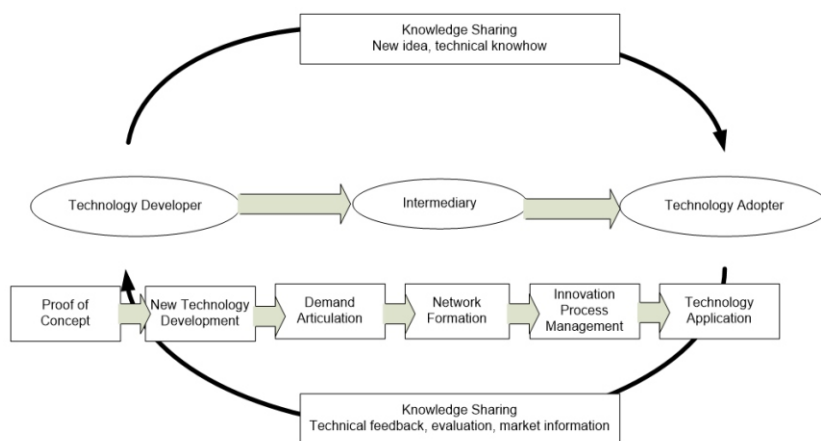 Knowledge Sharing
New idea, technical knowhow
Technology Developer
Intermediary
Technology Adopter
Proof of
Concept
New Technology
Development
Demand
Articulation
Network
Formation
Innovation
Process
Management
Technology
Application
Knowledge Sharing
Technical feedback, evaluation, market information